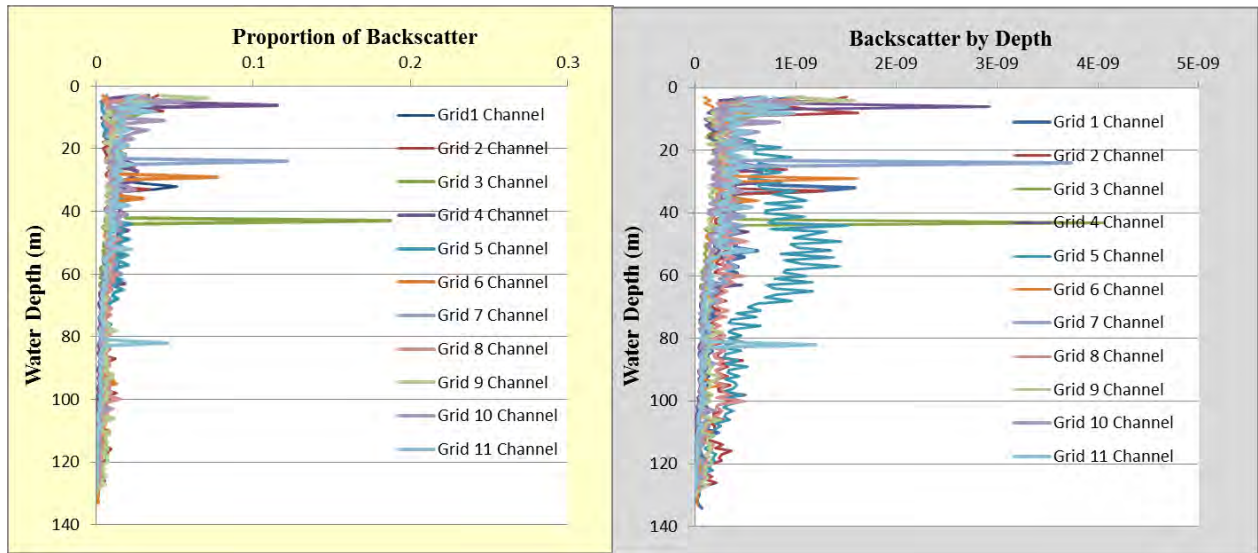 Proportion of Backscatter
0 0.1 0.2 0.3
0
20
40
60
80
100
120
140
Water Depth (m)
Grid1 Channel
Grid 2 Channel
Grid 3 Channel
Grid 4 Channel
Grid 5 Channel
Grid 6 Channel
Grid 7 Channel
Grid 8 Channel
Grid 9 Channel
Grid 10 Channel
Grid 11 Channel
Backscatter by Depth
0 1E-09 2E-09 3E-09 4E-09 5E-09
0
20
40
60
80
100
120
140
Water Depth (m)
Grid 1 Channel
Grid 2 Channel
Grid 3 Channel
Grid 4 Channel
Grid 5 Channel
Grid 6 Channel
Grid 7 Channel
Grid 8 Channel
Grid 9 Channel
Grid 10 Channel
Grid 11 Channel